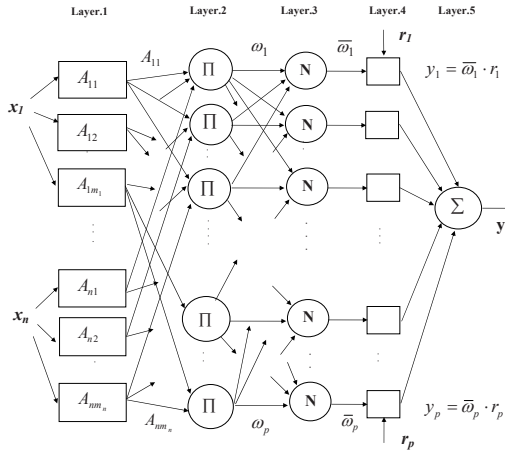 Layer.1 Layer.2 Layer.3 Layer.4 Layer.5
r₁
A₁₁ ω₁ ω̅₁ y₁ = ω̅₁ · r₁
A₁₁ Π N
x₁
A₁₂ Π N
A₁ₘ₁ Π N
Σ
y
Aₙ₁
xₙ Π N
Aₙ₂
Aₙₘₙ Π N yₚ = ω̅ₚ · rₚ
Aₙₘₙ ωₚ ω̅ₚ
rₚ